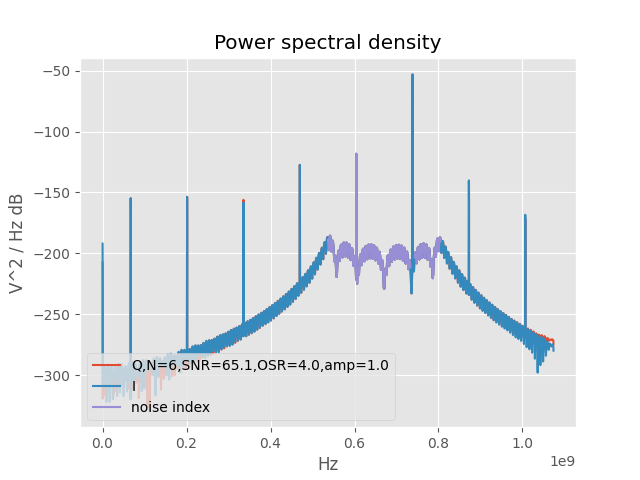 Power spectral density
V^2 / Hz dB
−50
−100
−150
−200
−250
−300
Q,N=6,SNR=65.1,OSR=4.0,amp=1.0
I
noise index
0.0 0.2 0.4 0.6 0.8 1.0
1e9
Hz